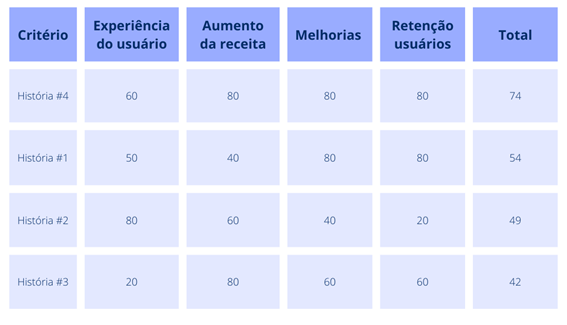 Critério Experiência do usuário Aumento da receita Melhorias Retenção usuários Total
História #4 60 80 80 80 74
História #1 50 40 80 80 54
História #2 80 60 40 20 49
História #3 20 80 60 60 42